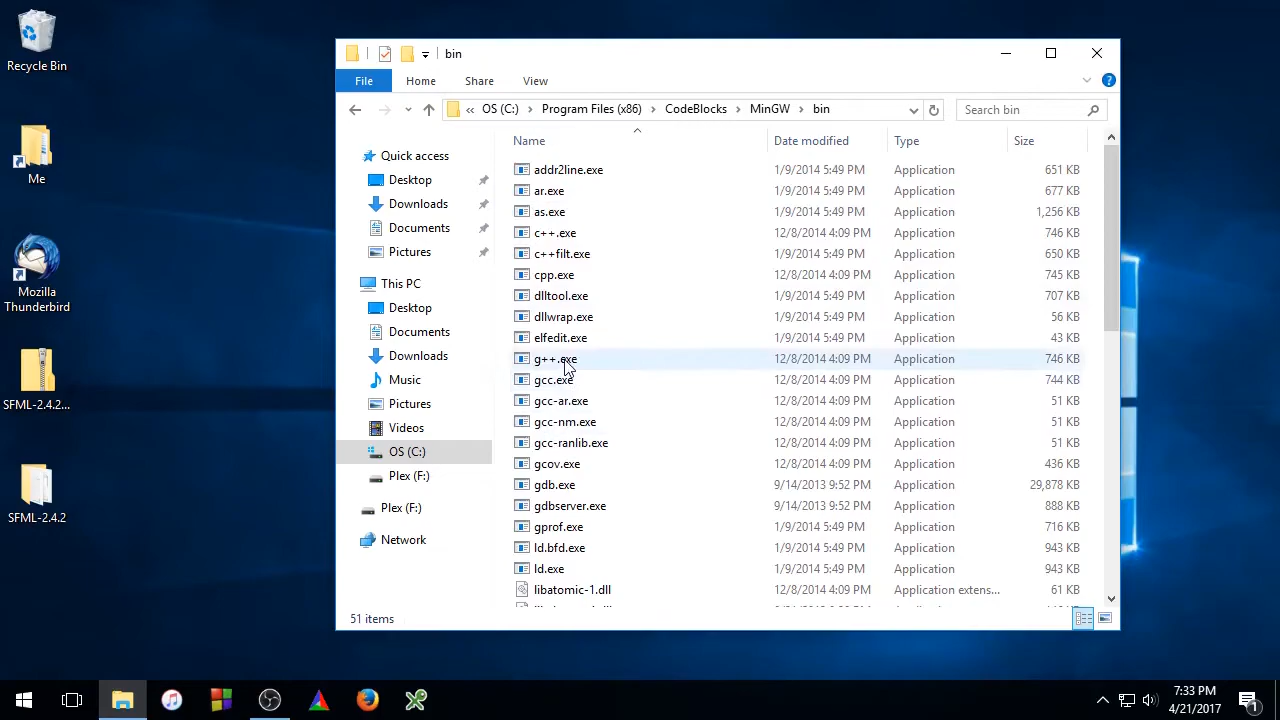 Recycle Bin
Me
Mozilla
Thunderbird
SFML-2.4.2...
SFML-2.4.2
bin
File Home Share View
« OS (C:) Program Files (x86) CodeBlocks MinGW bin
Search bin
Quick access
Desktop
Downloads
Documents
Pictures
This PC
Desktop
Documents
Downloads
Music
Pictures
Videos
OS (C:)
Plex (F:)
Plex (F:)
Network
Name Date modified Type Size
addr2line.exe 1/9/2014 5:49 PM Application 651 KB
ar.exe 1/9/2014 5:49 PM Application 677 KB
as.exe 1/9/2014 5:49 PM Application 1,256 KB
c++.exe 12/8/2014 4:09 PM Application 746 KB
c++filt.exe 1/9/2014 5:49 PM Application 650 KB
cpp.exe 12/8/2014 4:09 PM Application 745 KB
dlltool.exe 1/9/2014 5:49 PM Application 707 KB
dllwrap.exe 1/9/2014 5:49 PM Application 56 KB
elfedit.exe 1/9/2014 5:49 PM Application 43 KB
g++.exe 12/8/2014 4:09 PM Application 746 KB
gcc.exe 12/8/2014 4:09 PM Application 744 KB
gcc-ar.exe 12/8/2014 4:09 PM Application 51 KB
gcc-nm.exe 12/8/2014 4:09 PM Application 51 KB
gcc-ranlib.exe 12/8/2014 4:09 PM Application 51 KB
gcov.exe 12/8/2014 4:09 PM Application 436 KB
gdb.exe 9/14/2013 9:52 PM Application 29,878 KB
gdbserver.exe 9/14/2013 9:52 PM Application 888 KB
gprof.exe 1/9/2014 5:49 PM Application 716 KB
ld.bfd.exe 1/9/2014 5:49 PM Application 943 KB
ld.exe 1/9/2014 5:49 PM Application 943 KB
libatomic-1.dll 12/8/2014 4:09 PM Application extens... 61 KB
51 items
7:33 PM
4/21/2017
1